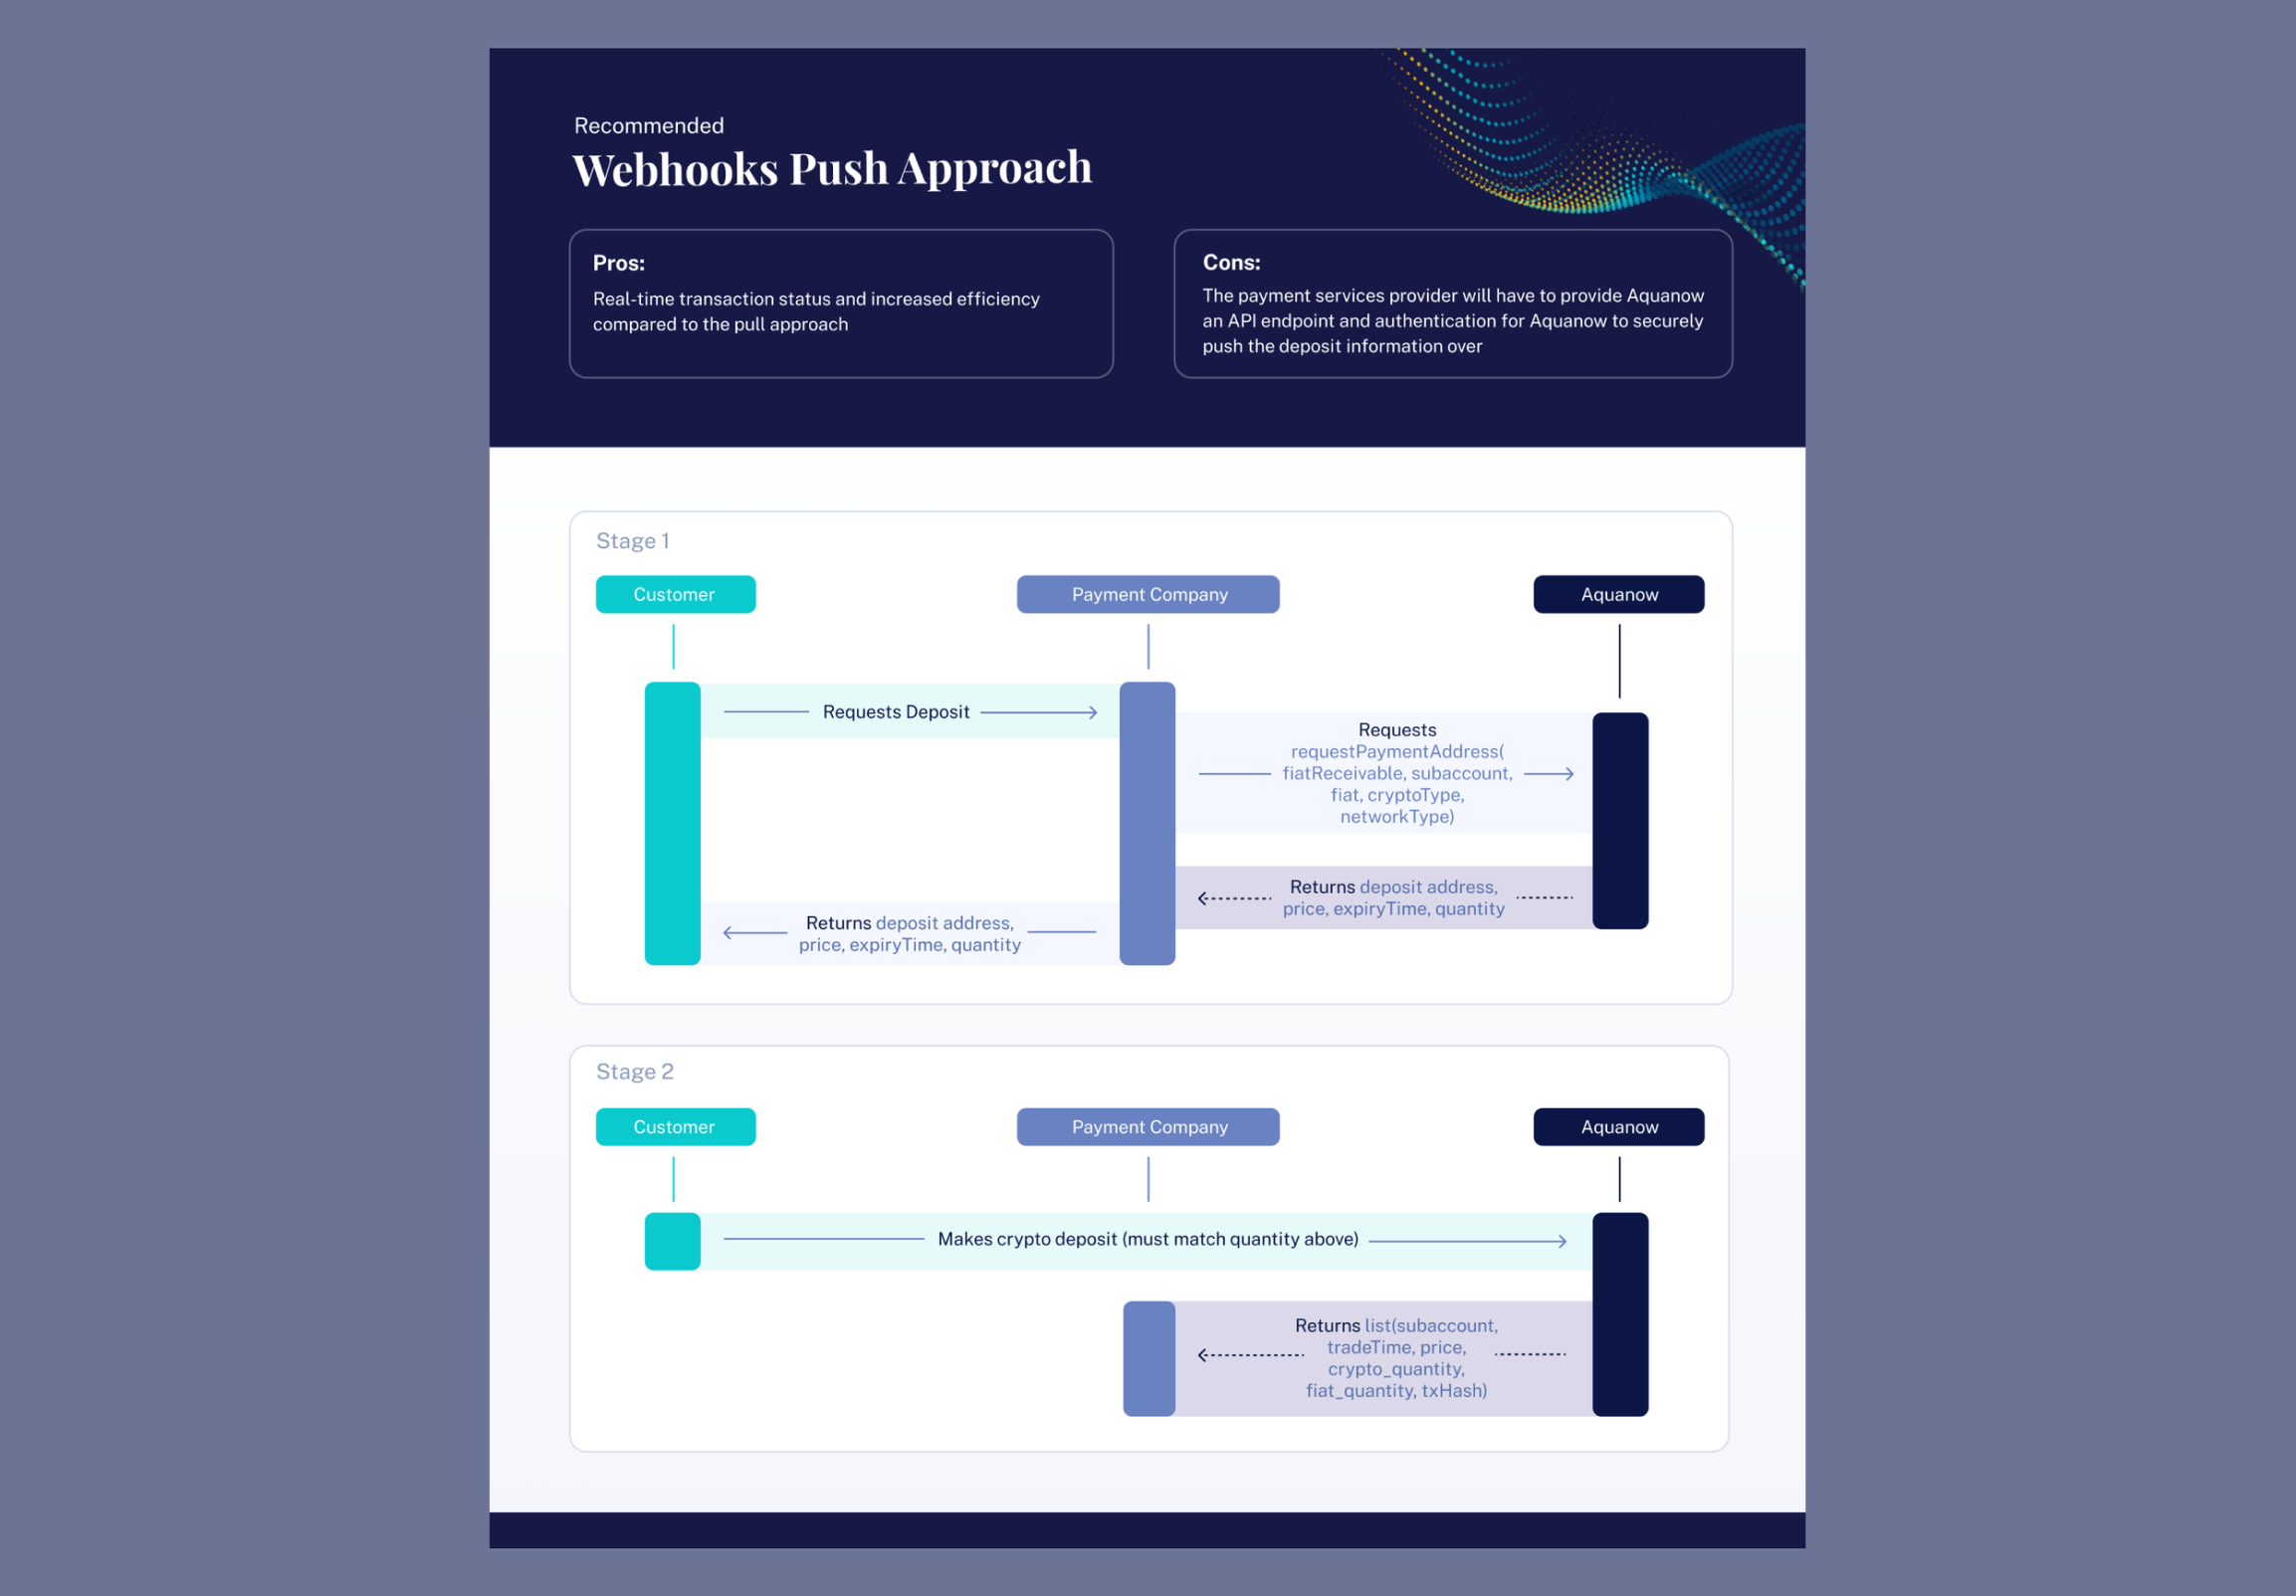 Recommended
Webhooks Push Approach
Pros:
Real-time transaction status and increased efficiency
compared to the pull approach
Cons:
The payment services provider will have to provide Aquanow
an API endpoint and authentication for Aquanow to securely
push the deposit information over
Stage 1
Customer
Payment Company
Aquanow
Requests Deposit
Requests
requestPaymentAddress(
fiatReceivable, subaccount,
fiat, cryptoType,
networkType)
Returns deposit address,
price, expiryTime, quantity
Returns deposit address,
price, expiryTime, quantity
Stage 2
Customer
Payment Company
Aquanow
Makes crypto deposit (must match quantity above)
Returns list(subaccount,
tradeTime, price,
crypto_quantity,
fiat_quantity, txHash)